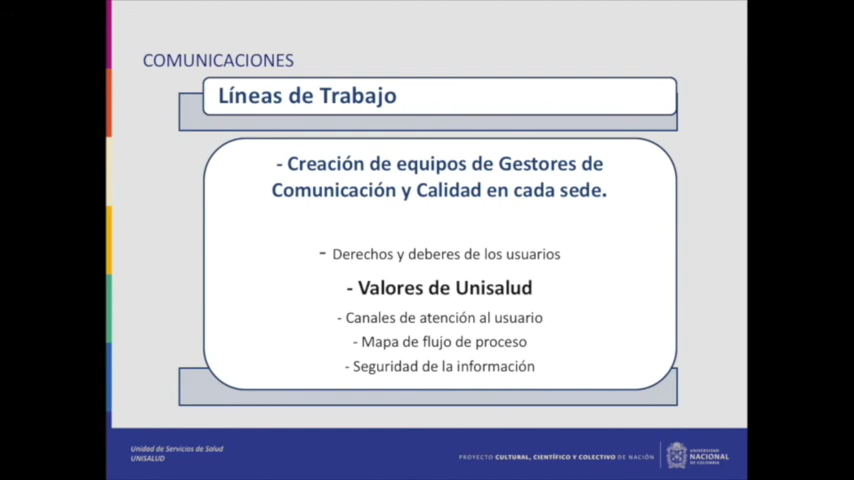 COMUNICACIONES
Líneas de Trabajo
- Creación de equipos de Gestores de
Comunicación y Calidad en cada sede.
- Derechos y deberes de los usuarios
- Valores de Unisalud
- Canales de atención al usuario
- Mapa de flujo de proceso
- Seguridad de la información
Unidad de Servicios de Salud
UNISALUD
PROYECTO CULTURAL, CIENTÍFICO Y COLECTIVO DE NACIÓN
UNIVERSIDAD
NACIONAL
DE COLOMBIA